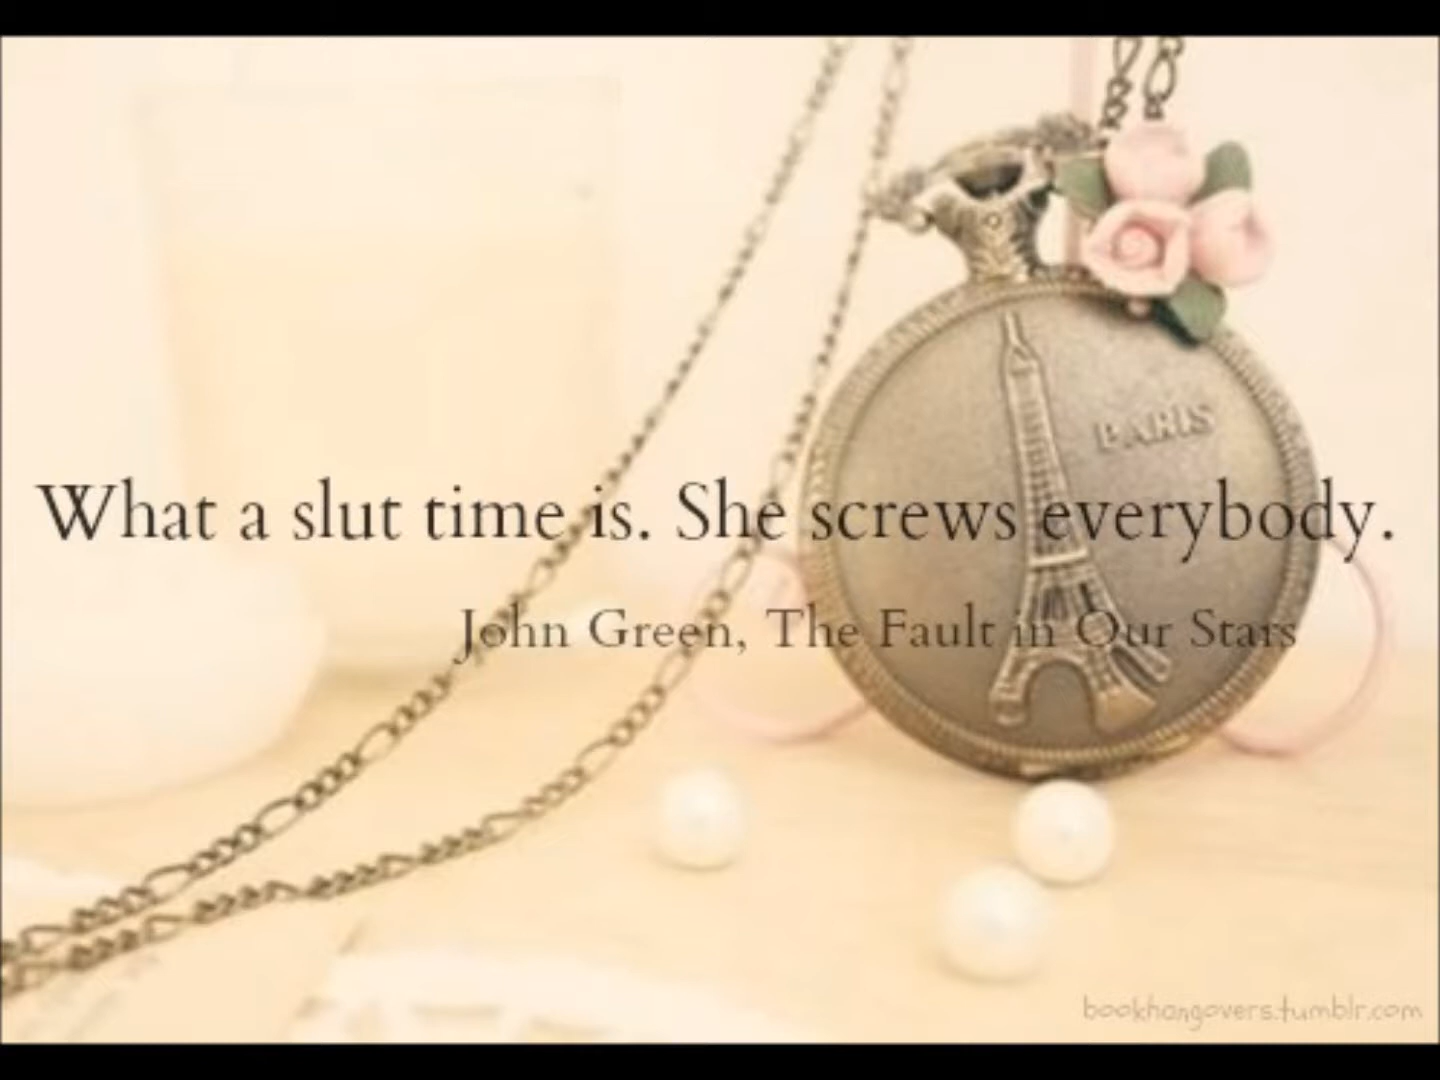 PARIS
What a slut time is. She screws everybody.
John Green, The Fault in Our Stars
bookhangovers.tumblr.com